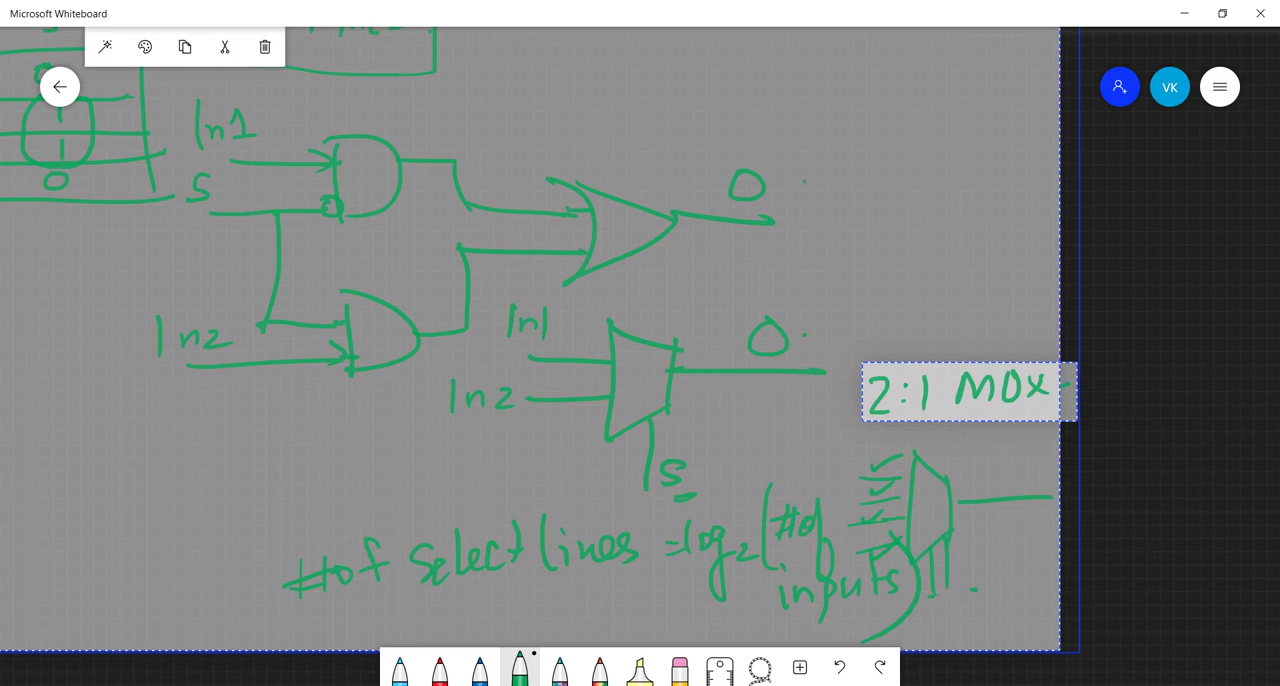 Microsoft Whiteboard
VK
In1
S
O
In2
In1
In2
O
S
2:1 MUX
#of select lines = log2(#of
inputs)